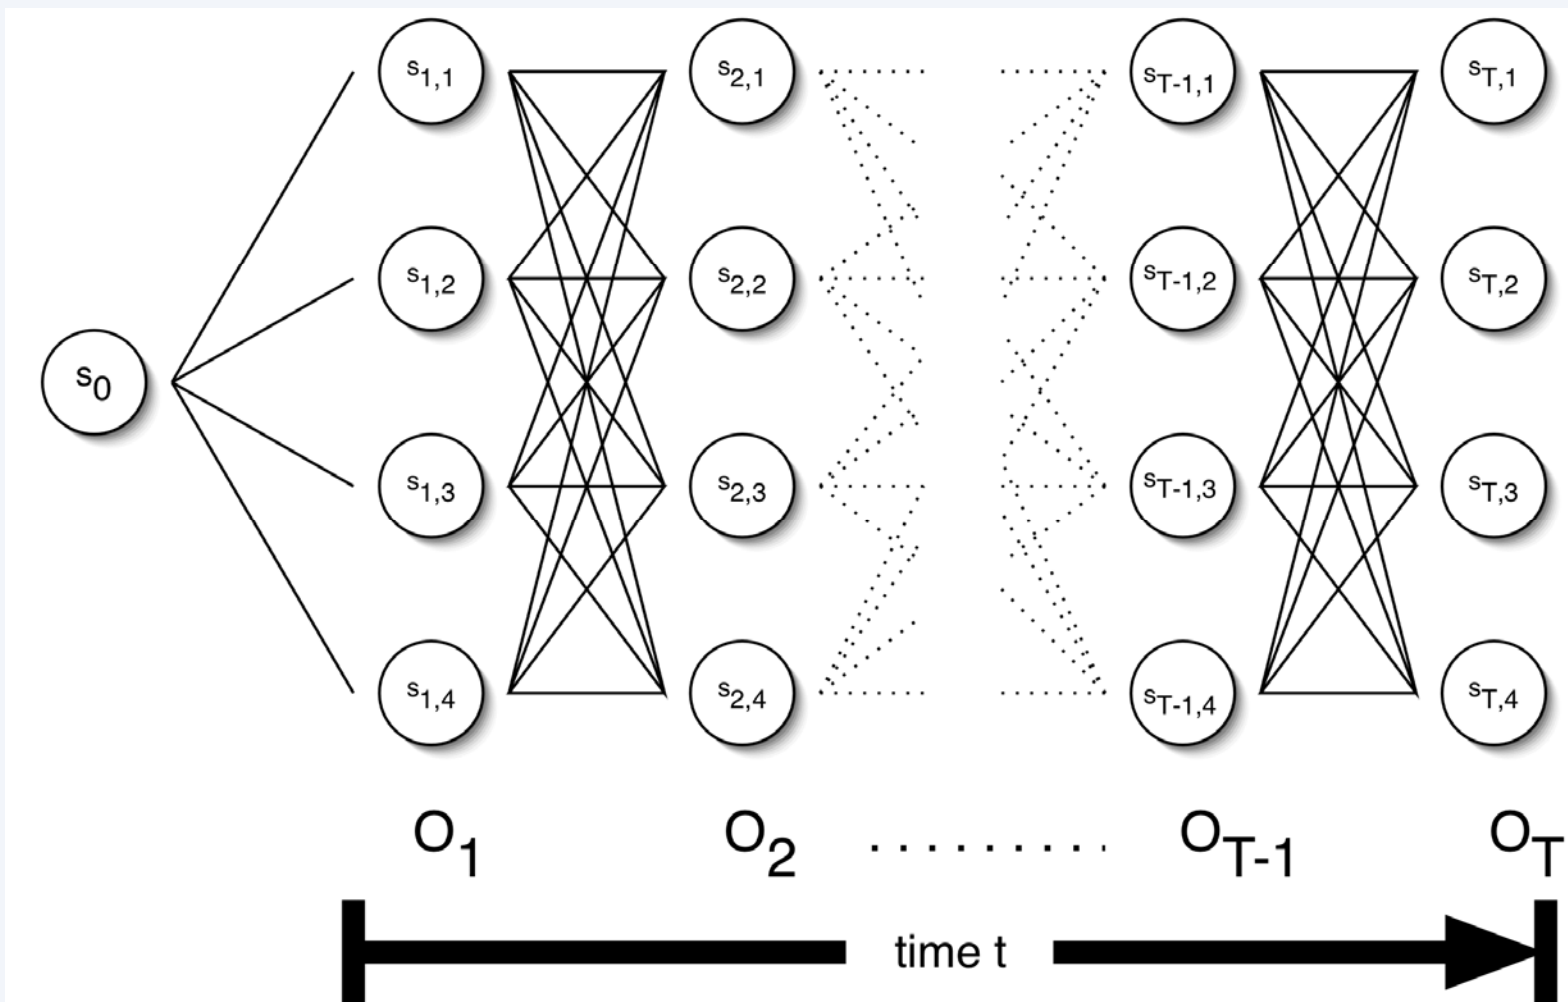 s1,1 s2,1 sT-1,1 sT,1
s1,2 s2,2 sT-1,2 sT,2
s0
s1,3 s2,3 sT-1,3 sT,3
s1,4 s2,4 sT-1,4 sT,4
O1 O2 ......... OT-1 OT
time t